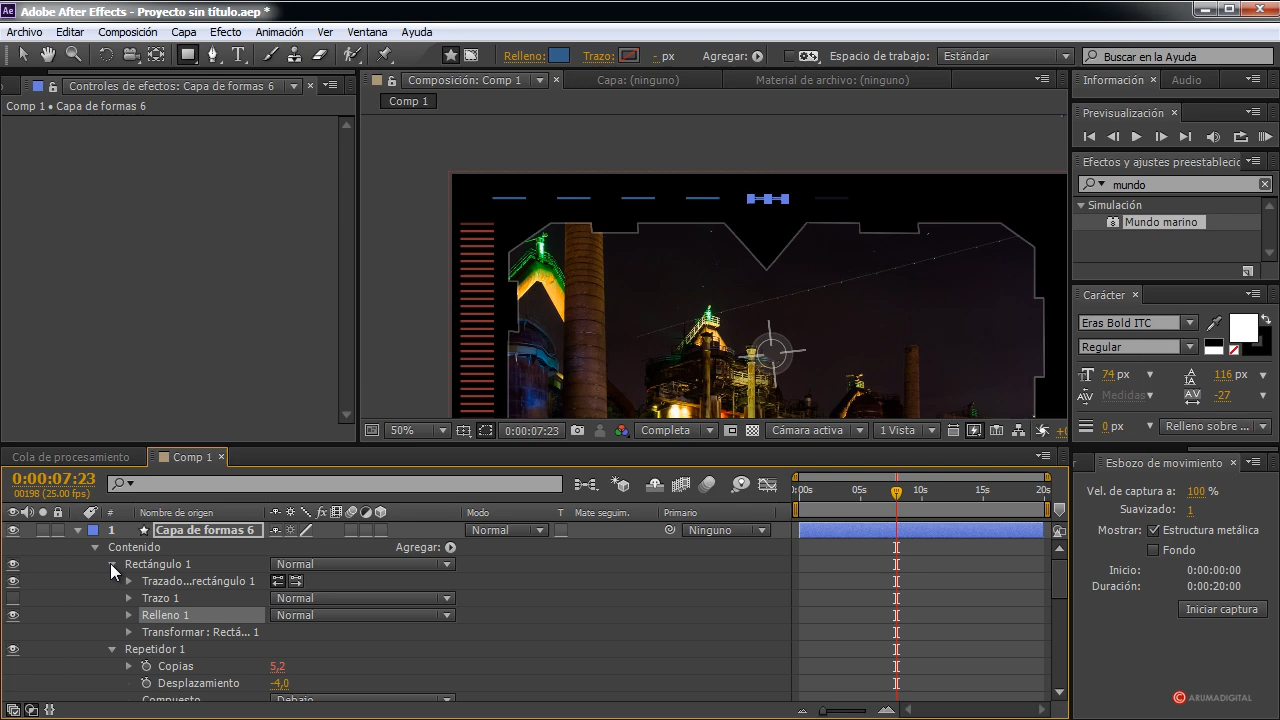 Ae Adobe After Effects - Proyecto sin título.aep *
Archivo Editar Composición Capa Efecto Animación Ver Ventana Ayuda
Relleno: Trazo: - px Agregar: Espacio de trabajo: Estándar Buscar en la Ayuda
Controles de efectos: Capa de formas 6
Comp 1 • Capa de formas 6
Composición: Comp 1 Capa: (ninguno) Material de archivo: (ninguno)
Comp 1
Información Audio
Previsualización
Efectos y ajustes preestablecic
mundo
Simulación
Mundo marino
Carácter
Eras Bold ITC
Regular
74 px 116 px
Medidas -27
0 px Relleno sobre ...
50% 0:00:07:23 Completa Cámara activa 1 Vista +0
Cola de procesamiento Comp 1
0:00:07:23
00198 (25.00 fps)
):00s 05s 10s 15s 20s
# Nombre de origen Modo T Mate seguim. Primario
1 Capa de formas 6 Normal Ninguno
Contenido Agregar:
Rectángulo 1 Normal
Trazado...rectángulo 1
Trazo 1 Normal
Relleno 1 Normal
Transformar : Rectá... 1
Repetidor 1
Copias 5,2
Desplazamiento -4,0
Compuesto Debajo
Esbozo de movimiento
Vel. de captura a: 100 %
Suavizado: 1
Mostrar: Estructura metálica
Fondo
Inicio: 0:00:00:00
Duración: 0:00:20:00
Iniciar captura
© ARUMADIGITAL